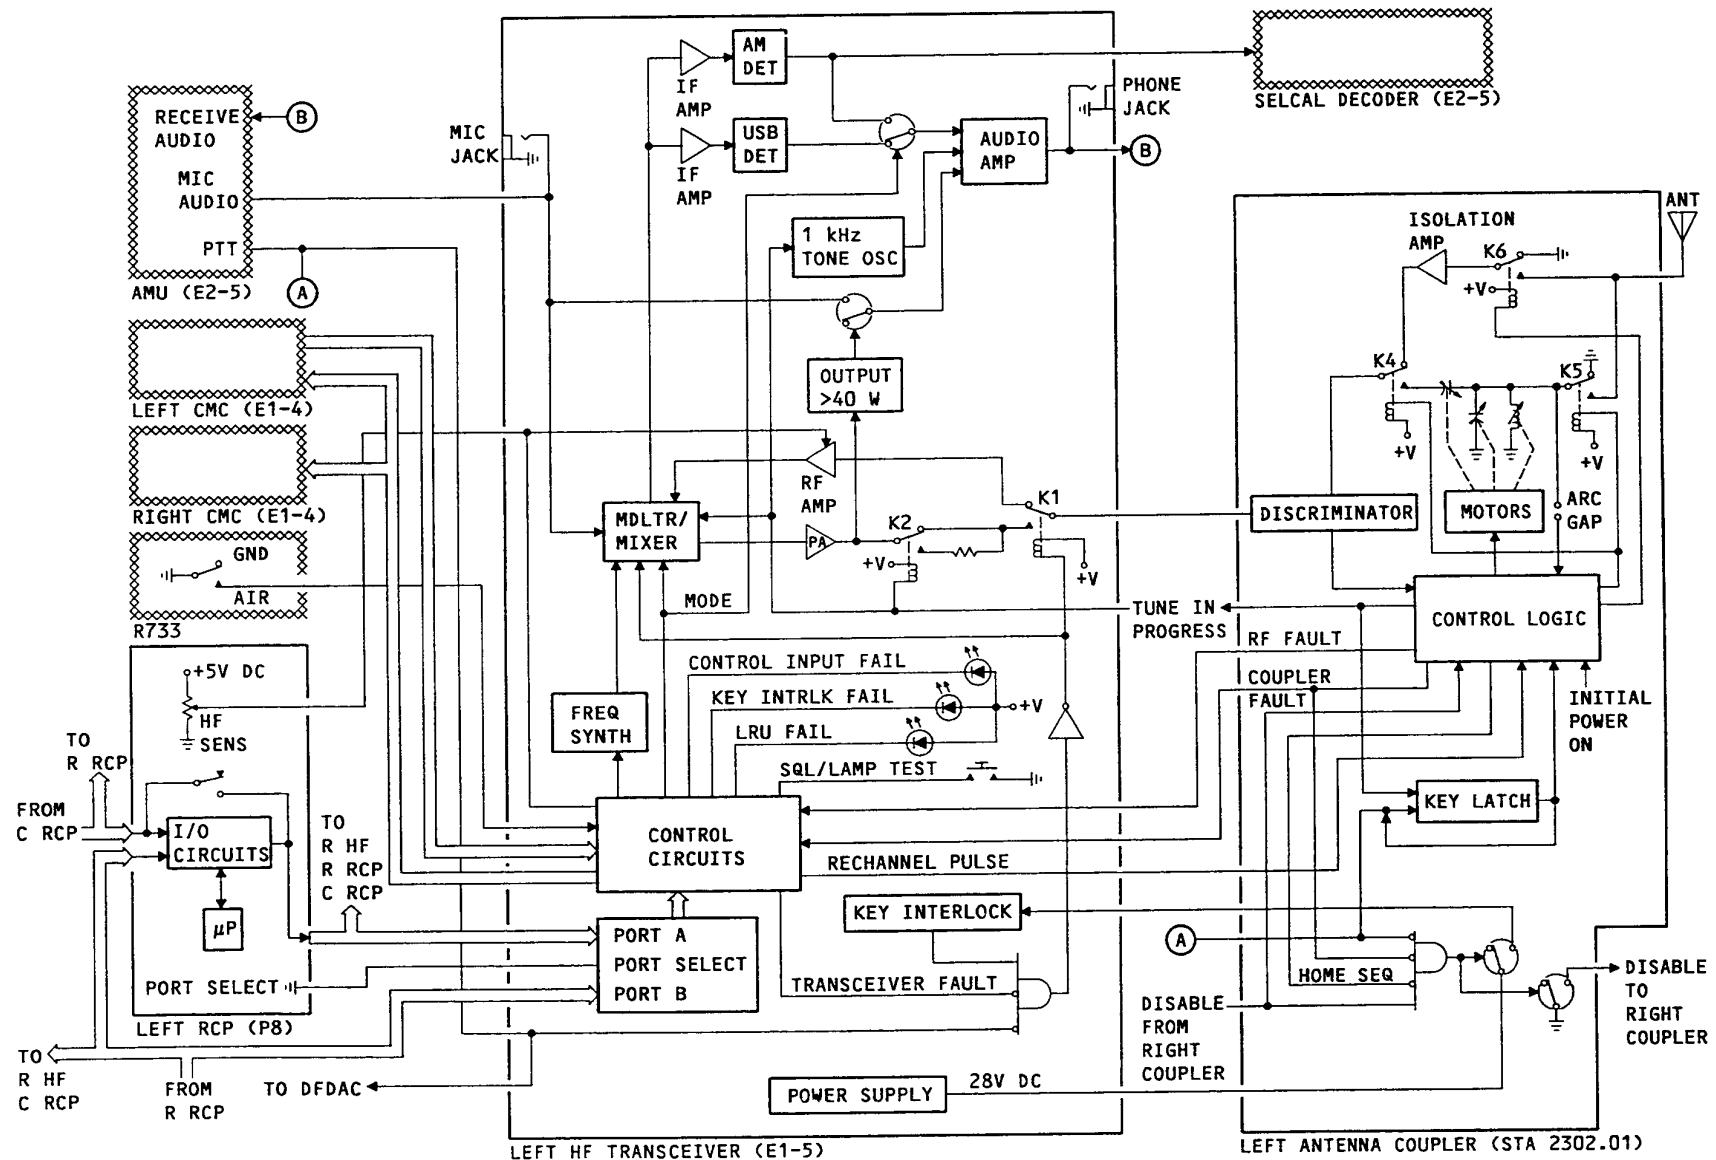 AM
DET
IF
AMP
USB
DET
IF
AMP
PHONE
JACK
SELCAL DECODER (E2-5)
RECEIVE
AUDIO
B
MIC
AUDIO
PTT
A
AMU (E2-5)
MIC
JACK
AUDIO
AMP
B
1 kHz
TONE OSC
OUTPUT
>40 W
LEFT CMC (E1-4)
RIGHT CMC (E1-4)
GND
AIR
R733
RF
AMP
MDLTR/
MIXER
PA
K2
+V
K1
+V
MODE
ANT
ISOLATION
AMP
K6
+V
K4
+V
K5
+V
DISCRIMINATOR
MOTORS
ARC
GAP
CONTROL LOGIC
TUNE IN
PROGRESS
RF FAULT
COUPLER
FAULT
INITIAL
POWER
ON
KEY LATCH
+5V DC
HF
SENS
TO
R RCP
FROM
C RCP
I/O
CIRCUITS
μP
PORT SELECT
LEFT RCP (P8)
TO
R HF
R RCP
C RCP
CONTROL INPUT FAIL
KEY INTRLK FAIL
LRU FAIL
+V
SQL/LAMP TEST
FREQ
SYNTH
CONTROL
CIRCUITS
RECHANNEL PULSE
KEY INTERLOCK
PORT A
PORT SELECT
PORT B
TRANSCEIVER FAULT
A
HOME SEQ
DISABLE
FROM
RIGHT
COUPLER
DISABLE
TO
RIGHT
COUPLER
TO
R HF
C RCP
FROM
R RCP
TO DFDAC
POWER SUPPLY
28V DC
LEFT HF TRANSCEIVER (E1-5)
LEFT ANTENNA COUPLER (STA 2302.01)